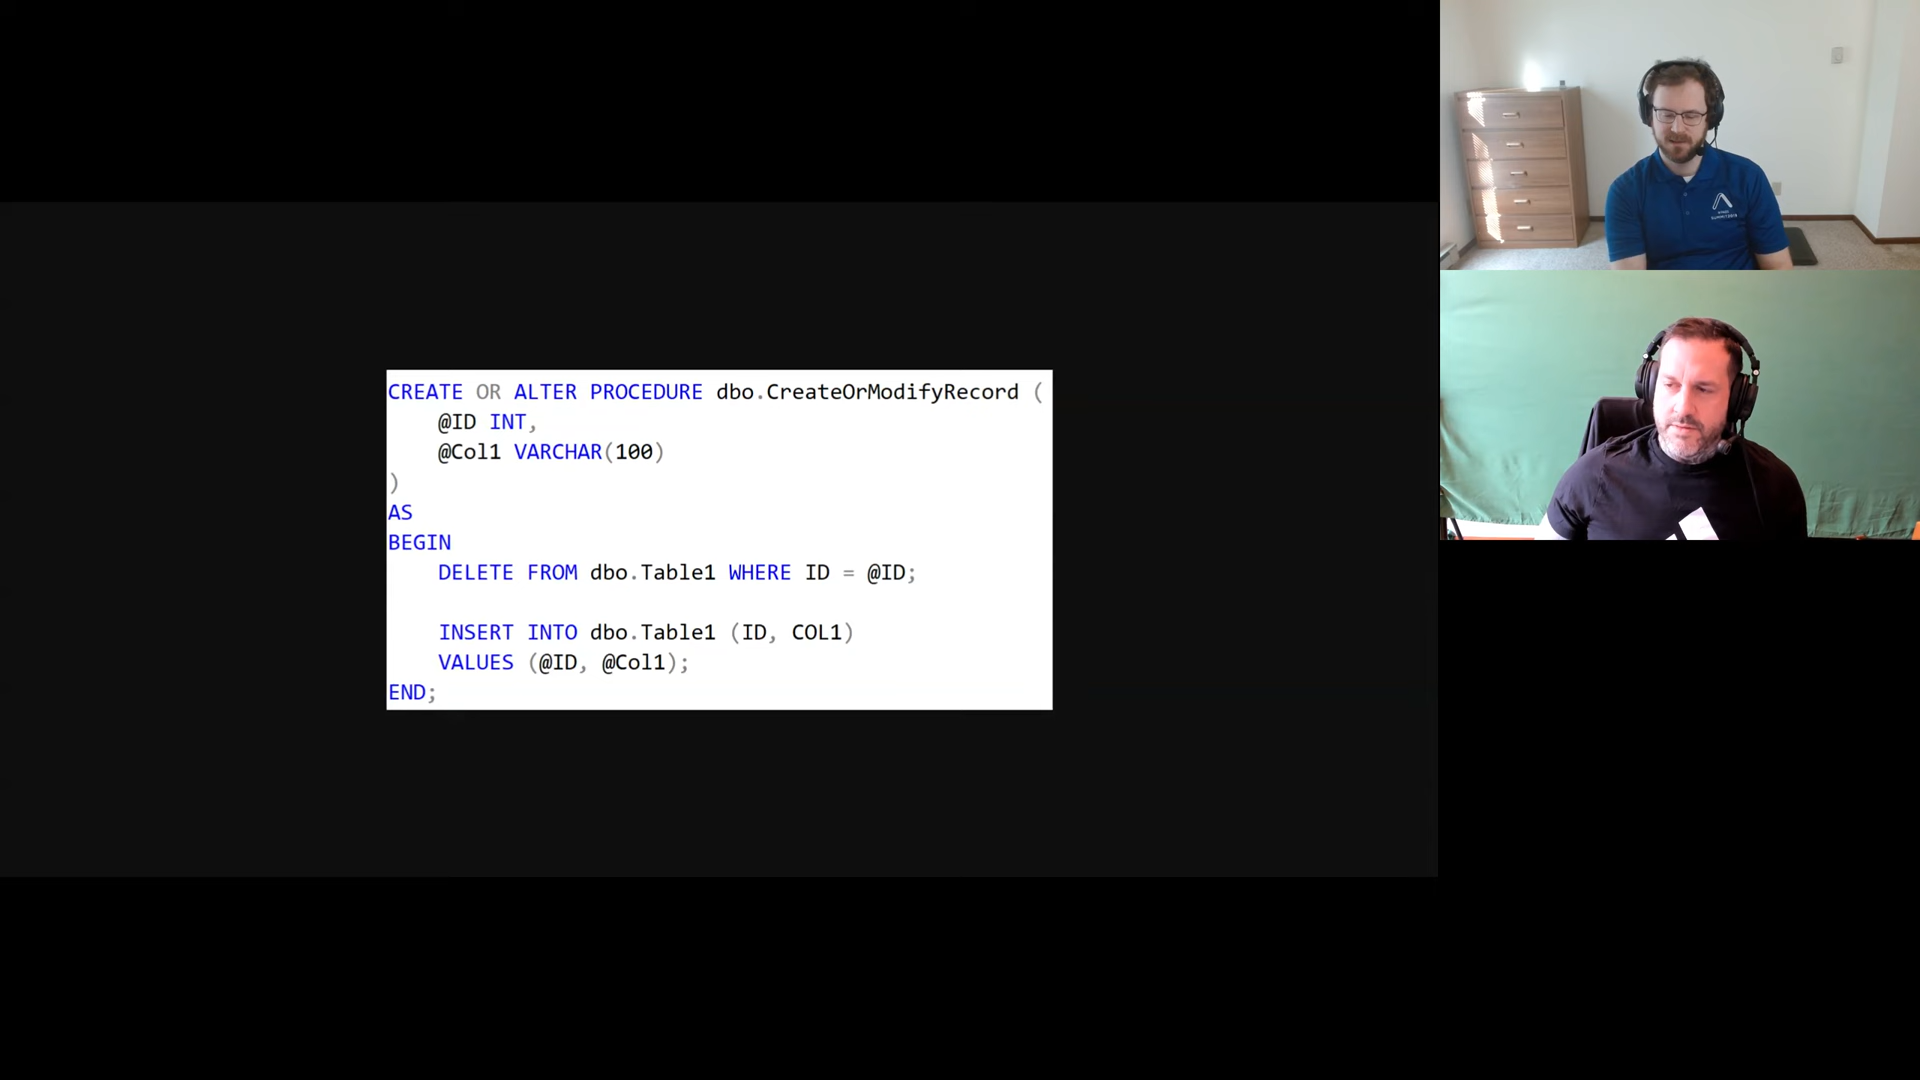 CREATE OR ALTER PROCEDURE dbo.CreateOrModifyRecord (
@ID INT,
@Col1 VARCHAR(100)
)
AS
BEGIN
DELETE FROM dbo.Table1 WHERE ID = @ID;
INSERT INTO dbo.Table1 (ID, COL1)
VALUES (@ID, @Col1);
END;